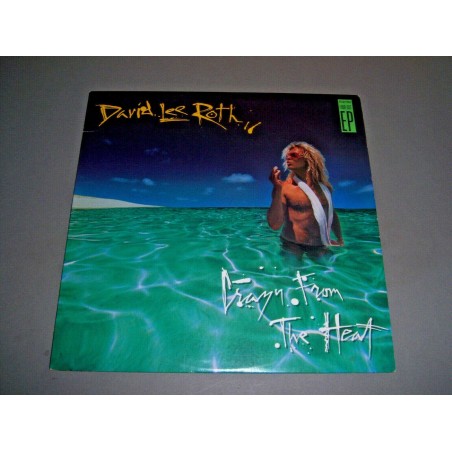 David Lee Roth
EP
Crazy From
The Heat